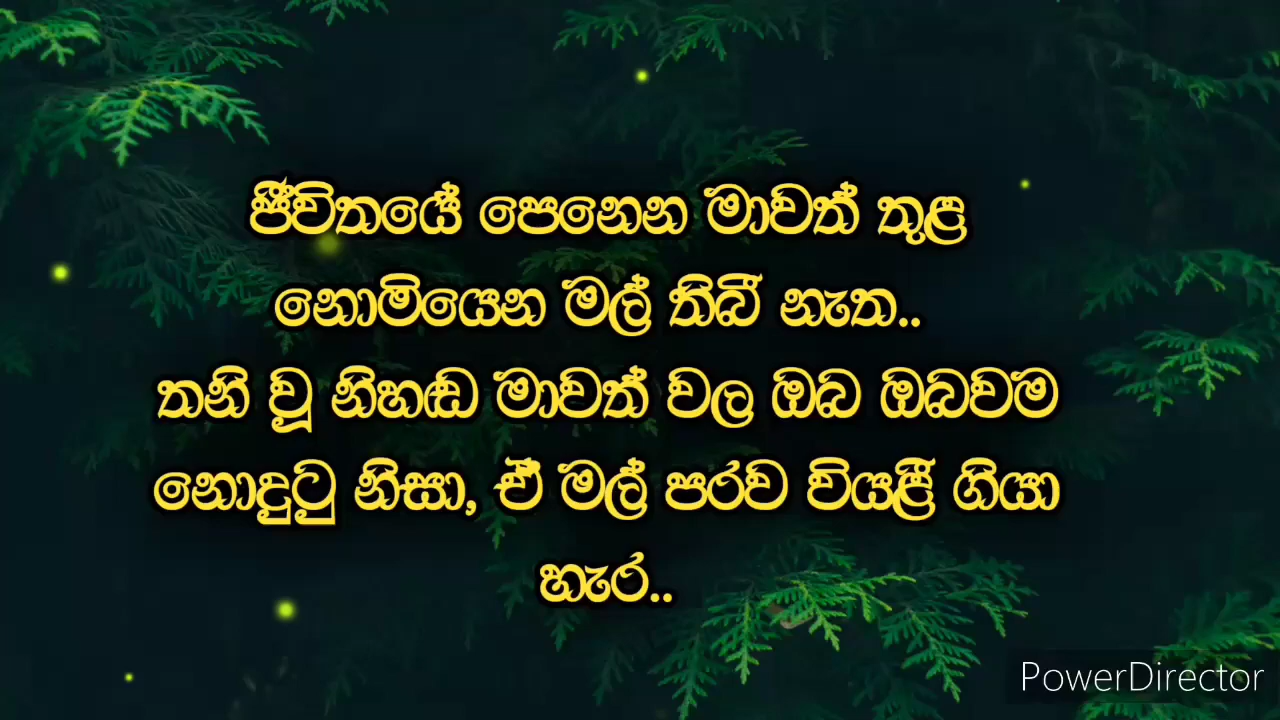 ජීවිතයේ පෙනෙන මාවත් තුළ
නොමියෙන මල් තිබී නැත..
තනි වූ නිහඬ මාවත් වල ඔබ ඔබවම
නොදුටු නිසා, ඒ මල් පරව වියළී ගියා
හැර..
PowerDirector